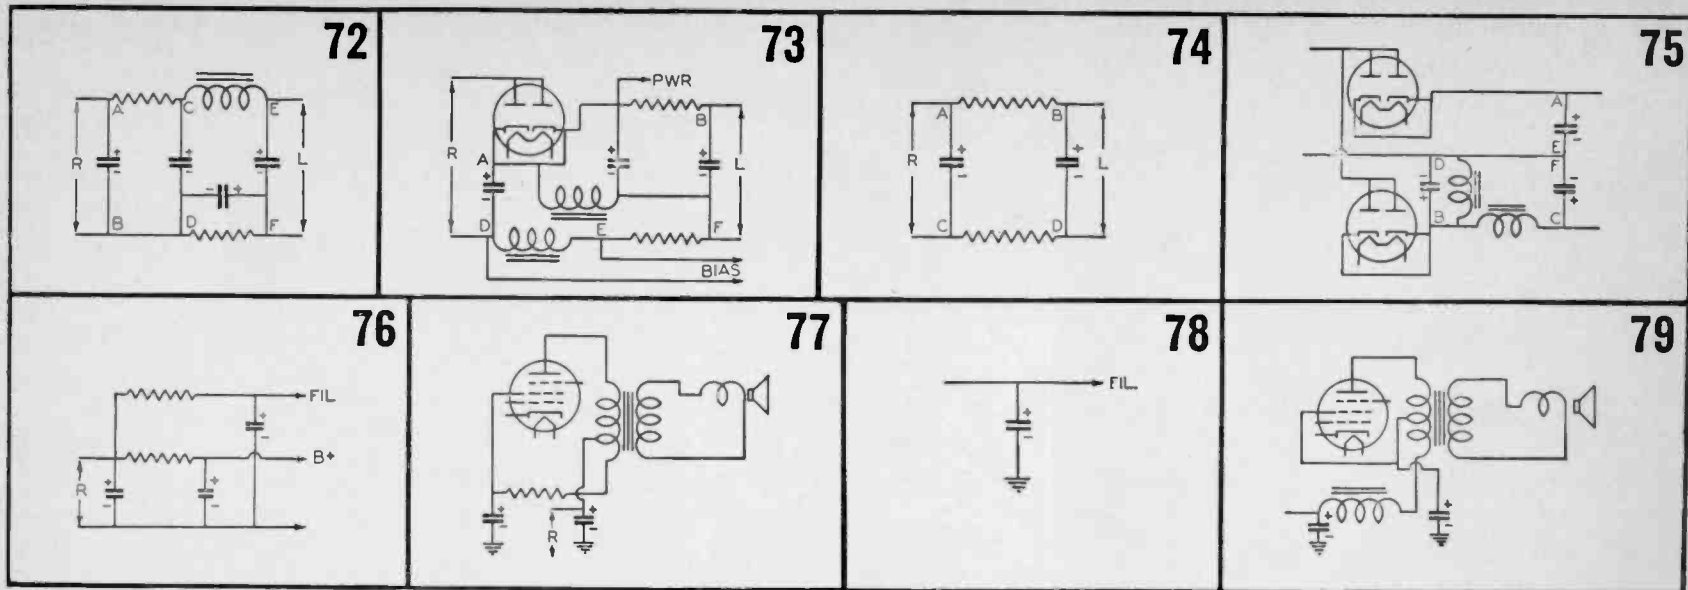 72
A C E
R + - + - + - L
- +
B D F
73
R PWR
B
A + - + - + - L
D E F
BIAS
74
A B
R + - + - L
C D
75
A
+
-
E
D F
- + - +
B C
76
FIL
+
-
B+
R + - + -
77
+ - + -
R
78
FIL.
+
-
79
+ - + -